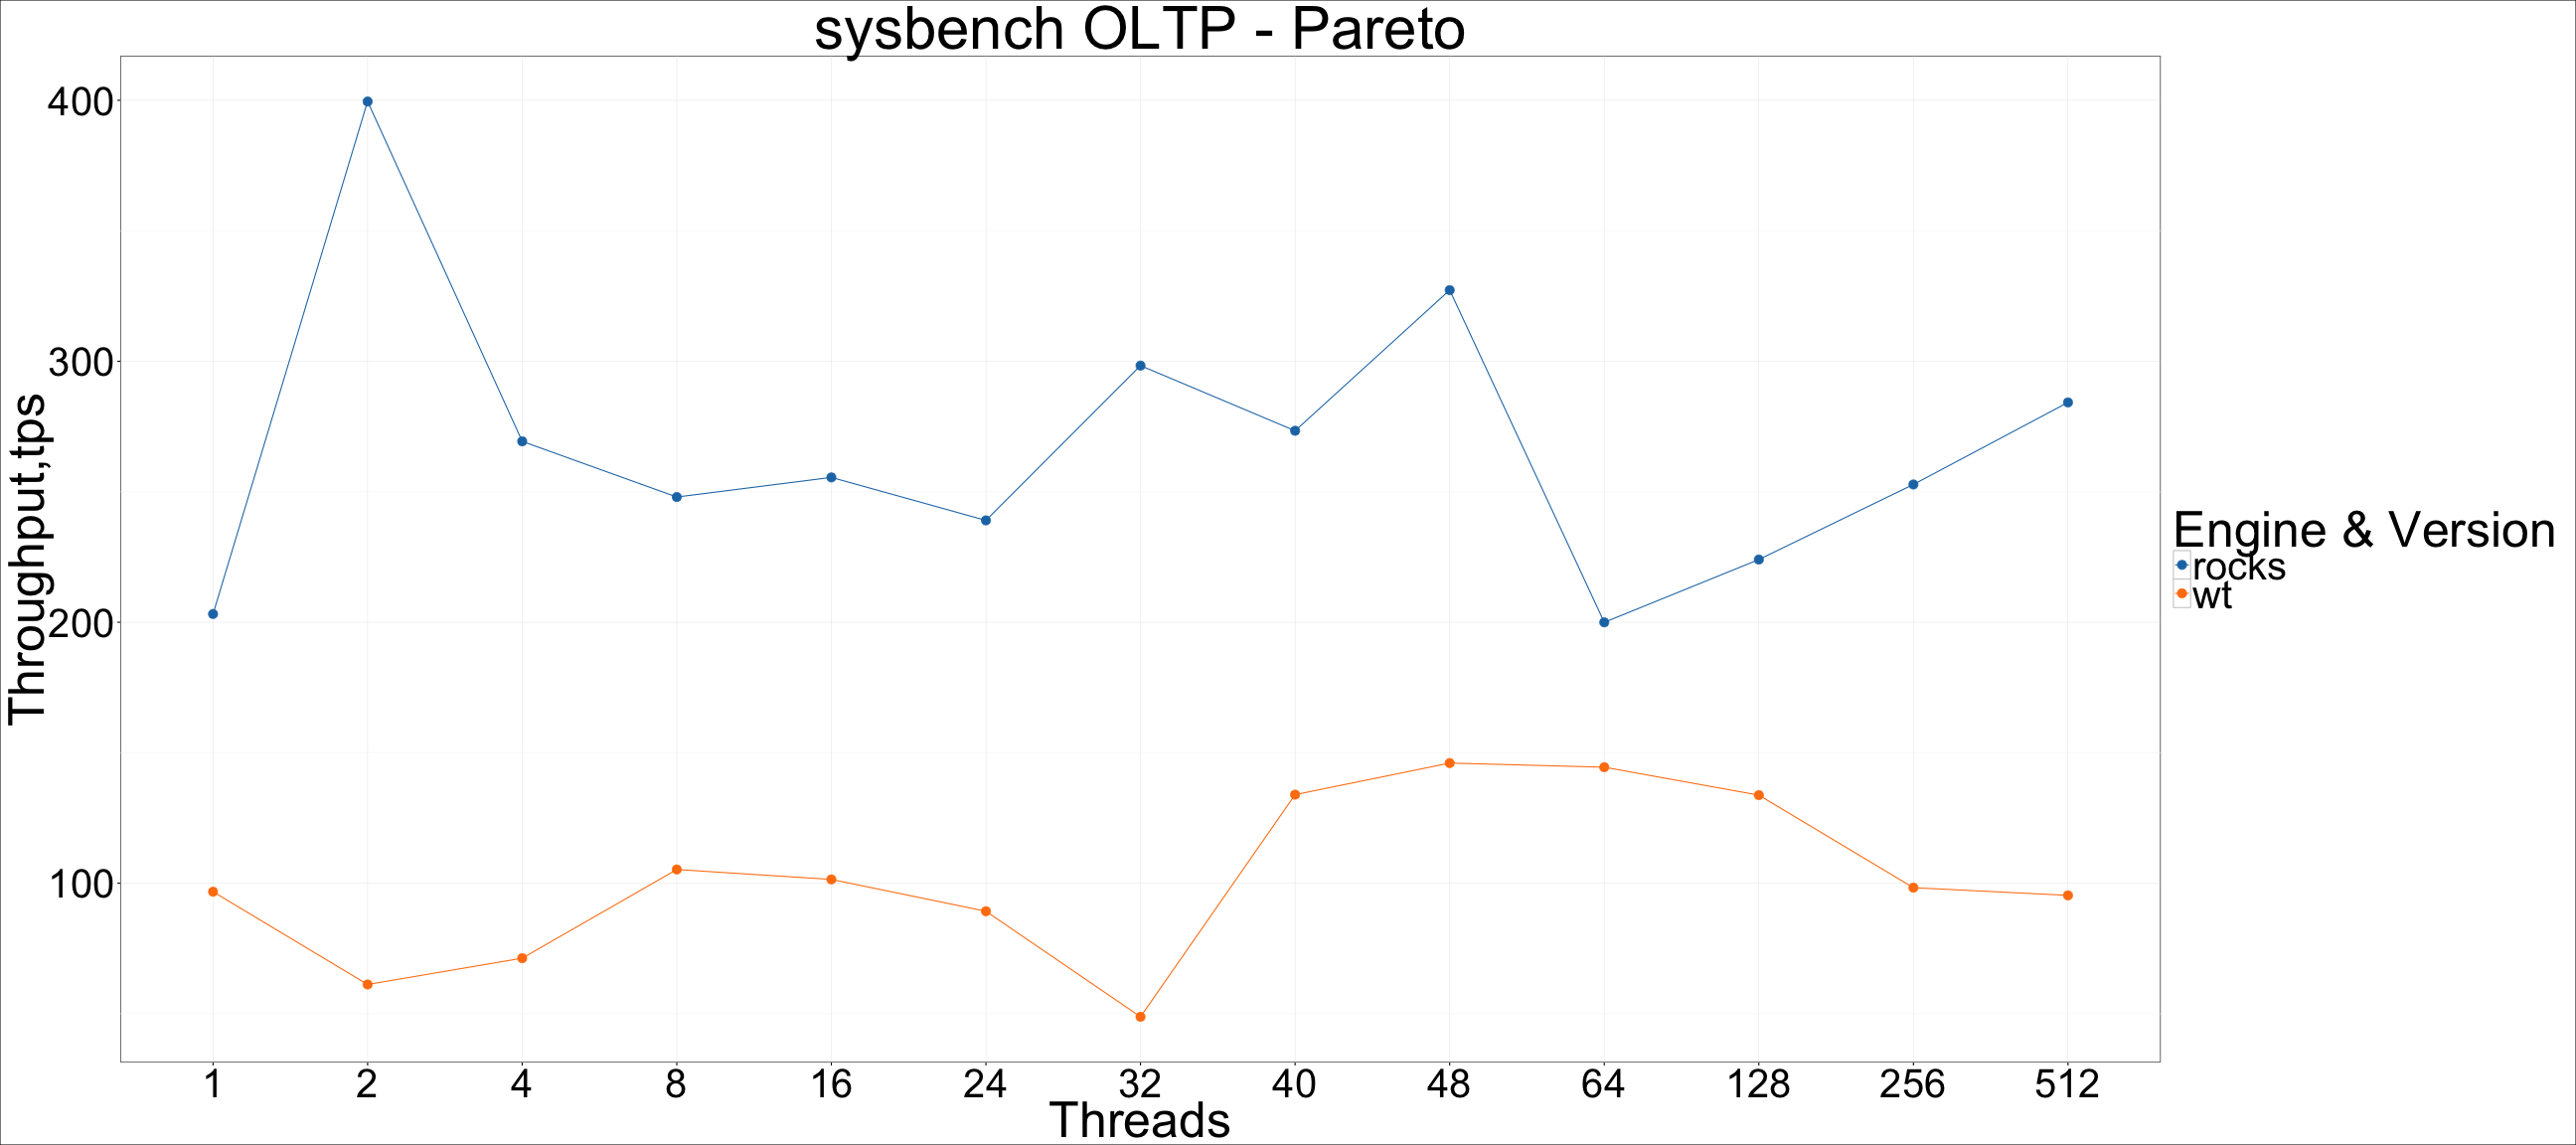 sysbench OLTP - Pareto
Throughput,tps
400
300
200
100
1 2 4 8 16 24 32 40 48 64 128 256 512
Threads
Engine & Version
rocks
wt